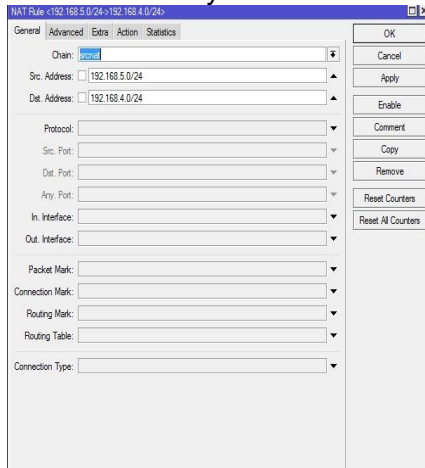 y
NAT Rule <192.168.5.0/24->192.168.4.0/24>
General Advanced Extra Action Statistics
Chain: srcnat
Src. Address: 192.168.5.0/24
Dst. Address: 192.168.4.0/24
Protocol:
Src. Port:
Dst. Port:
Any. Port:
In. Interface:
Out. Interface:
Packet Mark:
Connection Mark:
Routing Mark:
Routing Table:
Connection Type:
OK
Cancel
Apply
Enable
Comment
Copy
Remove
Reset Counters
Reset All Counters